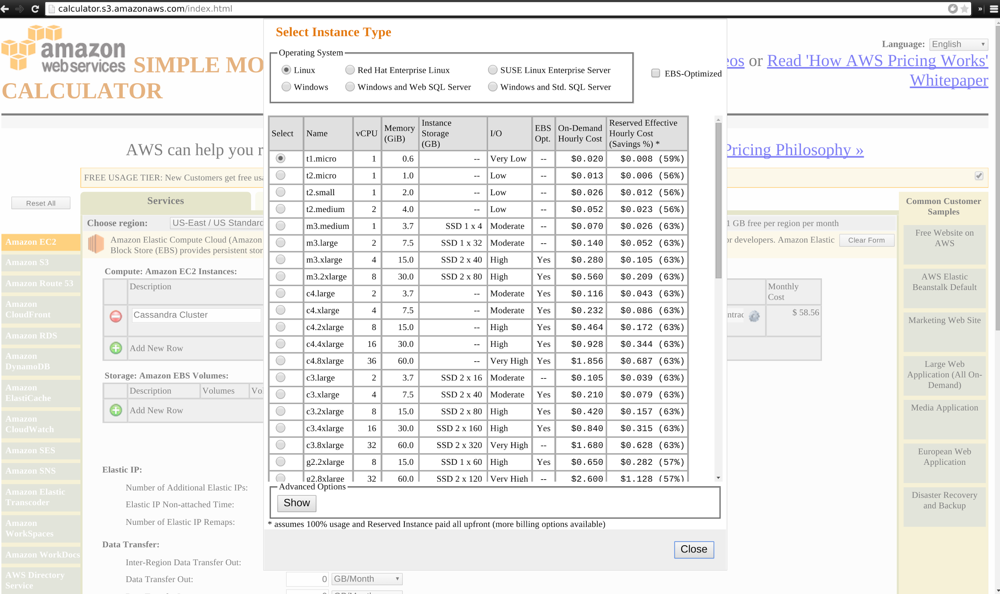 calculator.s3.amazonaws.com/index.html
amazon
webservices
SIMPLE MO
CALCULATOR
Language: English
eos or Read 'How AWS Pricing Works'
Whitepaper
AWS can help you r
Pricing Philosophy »
FREE USAGE TIER: New Customers get free usa
Reset All
Services
Choose region: US-East / US Standard
1 GB free per region per month
Amazon Elastic Compute Cloud (Amazon
Block Store (EBS) provides persistent stor
or developers. Amazon Elastic
Clear Form
Amazon EC2
Amazon S3
Amazon Route 53
Amazon
CloudFront
Amazon RDS
Amazon
DynamoDB
Amazon
ElastiCache
Amazon
CloudWatch
Amazon SES
Amazon SNS
Amazon Elastic
Transcoder
Amazon
WorkSpaces
Amazon WorkDocs
AWS Directory
Service
Compute: Amazon EC2 Instances:
Description
Monthly
Cost
Cassandra Cluster
ntrac
$ 58.56
Add New Row
Storage: Amazon EBS Volumes:
Description Volumes Vo
Add New Row
Elastic IP:
Number of Additional Elastic IPs:
Elastic IP Non-attached Time:
Number of Elastic IP Remaps:
Data Transfer:
Inter-Region Data Transfer Out:
Data Transfer Out: 0 GB/Month
Select Instance Type
Operating System
Linux Red Hat Enterprise Linux SUSE Linux Enterprise Server
Windows Windows and Web SQL Server Windows and Std. SQL Server
EBS-Optimized
Select Name vCPU Memory (GiB) Instance Storage (GB) I/O EBS Opt. On-Demand Hourly Cost Reserved Effective Hourly Cost (Savings %) *
t1.micro 1 0.6 -- Very Low -- $0.020 $0.008 (59%)
t2.micro 1 1.0 -- Low -- $0.013 $0.006 (56%)
t2.small 1 2.0 -- Low -- $0.026 $0.012 (56%)
t2.medium 2 4.0 -- Low -- $0.052 $0.023 (56%)
m3.medium 1 3.7 SSD 1 x 4 Moderate -- $0.070 $0.026 (63%)
m3.large 2 7.5 SSD 1 x 32 Moderate -- $0.140 $0.052 (63%)
m3.xlarge 4 15.0 SSD 2 x 40 High Yes $0.280 $0.105 (63%)
m3.2xlarge 8 30.0 SSD 2 x 80 High Yes $0.560 $0.209 (63%)
c4.large 2 3.7 -- Moderate Yes $0.116 $0.043 (63%)
c4.xlarge 4 7.5 -- Moderate Yes $0.232 $0.086 (63%)
c4.2xlarge 8 15.0 -- High Yes $0.464 $0.172 (63%)
c4.4xlarge 16 30.0 -- High Yes $0.928 $0.344 (63%)
c4.8xlarge 36 60.0 -- Very High Yes $1.856 $0.687 (63%)
c3.large 2 3.7 SSD 2 x 16 Moderate -- $0.105 $0.039 (63%)
c3.xlarge 4 7.5 SSD 2 x 40 Moderate Yes $0.210 $0.079 (63%)
c3.2xlarge 8 15.0 SSD 2 x 80 High Yes $0.420 $0.157 (63%)
c3.4xlarge 16 30.0 SSD 2 x 160 High Yes $0.840 $0.315 (63%)
c3.8xlarge 32 60.0 SSD 2 x 320 Very High -- $1.680 $0.628 (63%)
g2.2xlarge 8 15.0 SSD 1 x 60 High Yes $0.650 $0.282 (57%)
g2.8xlarge 32 60.0 SSD 2 x 120 Very High -- $2.600 $1.128 (57%)
Advanced Options
Show
* assumes 100% usage and Reserved Instance paid all upfront (more billing options available)
Close
Common Customer
Samples
Free Website on
AWS
AWS Elastic
Beanstalk Default
Marketing Web Site
Large Web
Application (All On-
Demand)
Media Application
European Web
Application
Disaster Recovery
and Backup